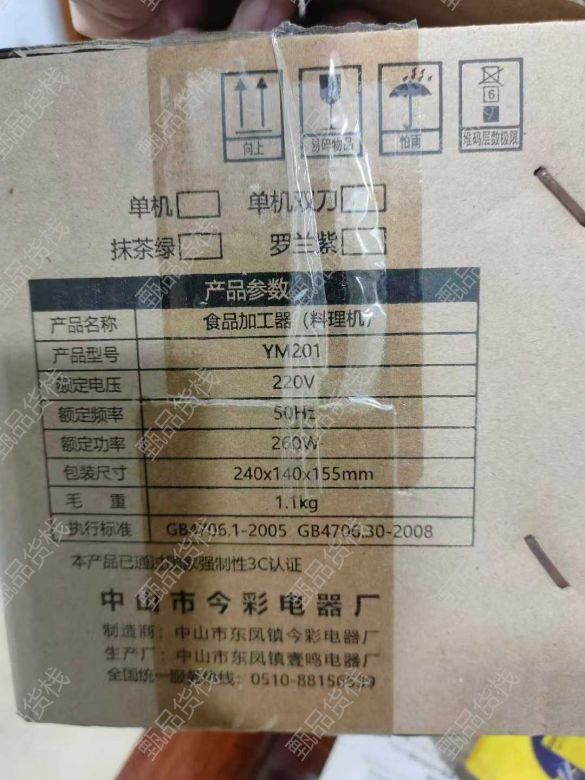 向上 易碎物品 怕雨 6 堆码层数极限
单机 单机双刀
抹茶绿 罗兰紫
产品参数
产品名称 食品加工器（料理机）
产品型号 YM201
额定电压 220V
额定频率 50Hz
额定功率 260W
包装尺寸 240x140x155mm
毛 重 1.1kg
执行标准 GB4706.1-2005 GB4706.30-2008
本产品已通过 强制性3C认证
中山市今彩电器厂
制造商：中山市东凤镇今彩电器厂
生产厂：中山市东凤镇壹鸣电器厂
全国统一服务热线：0510-88156
甄品货栈